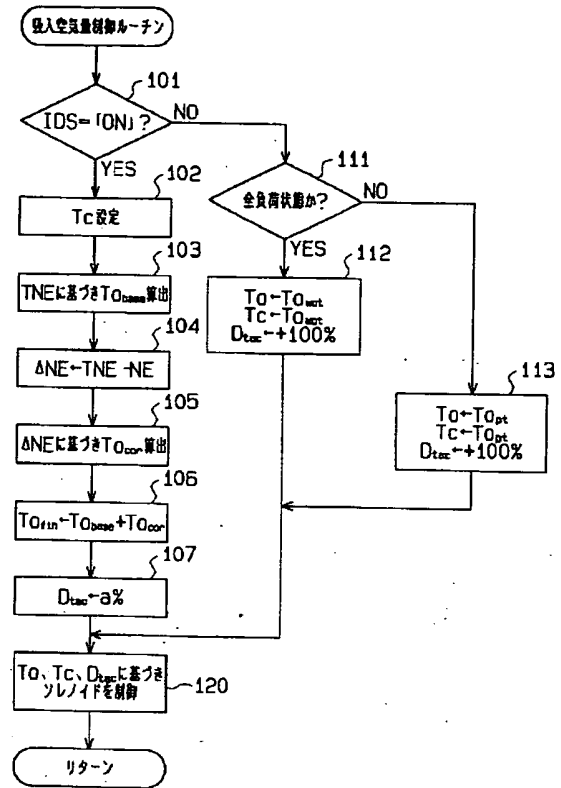 吸入空気量制御ルーチン
101
IDS=「ON」?
NO
YES
102
Tc設定
103
TNEに基づきTobase算出
104
ΔNE←TNE-NE
105
ΔNEに基づきTocor算出
106
Tofin←Tobase+Tocor
107
Dtac←a%
111
全負荷状態か?
NO
YES
112
To←Towot
Tc←Towot
Dtac←+100%
113
To←Topt
Tc←Topt
Dtac←+100%
To、Tc、Dtacに基づき
ソレノイドを制御
120
リターン